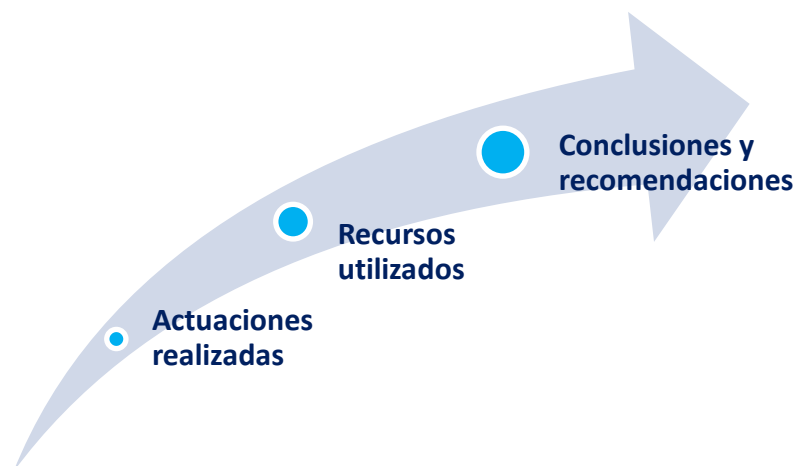 Conclusiones y
recomendaciones
Recursos
utilizados
Actuaciones
realizadas